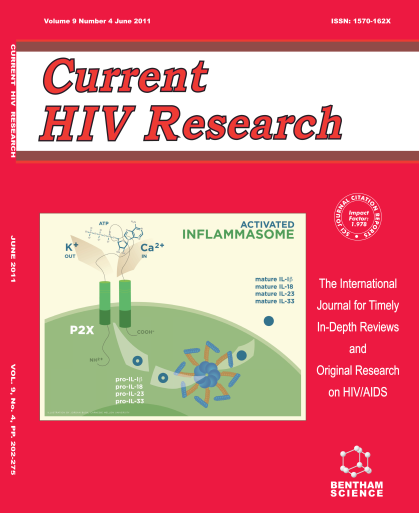 Volume 9 Number 4 June 2011
ISSN: 1570-162X
Current
HIV Research
CURRENT HIV RESEARCH
JUNE 2011
VOL. 9, No. 4, PP. 202-275
SCI JOURNAL CITATION REPORTS
Impact
Factor:
1.978
ACTIVATED
INFLAMMASOME
ATP
K+
OUT
Ca2+
IN
mature IL-1β
mature IL-18
mature IL-23
mature IL-33
P2X
COOH-
NH3+
pro-IL-1β
pro-IL-18
pro-IL-23
pro-IL-33
The International
Journal for Timely
In-Depth Reviews
and
Original Research
on HIV/AIDS
BENTHAM
SCIENCE